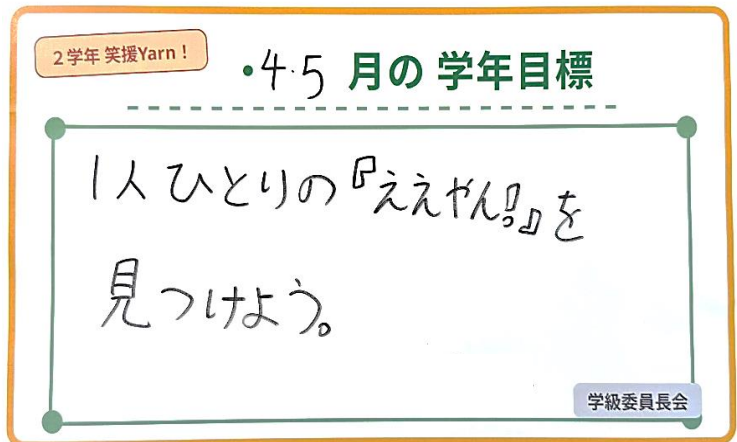 2学年 笑援Yarn!
・4.5 月の 学年目標
1人ひとりの『ええやん!』を
見つけよう。
学級委員長会